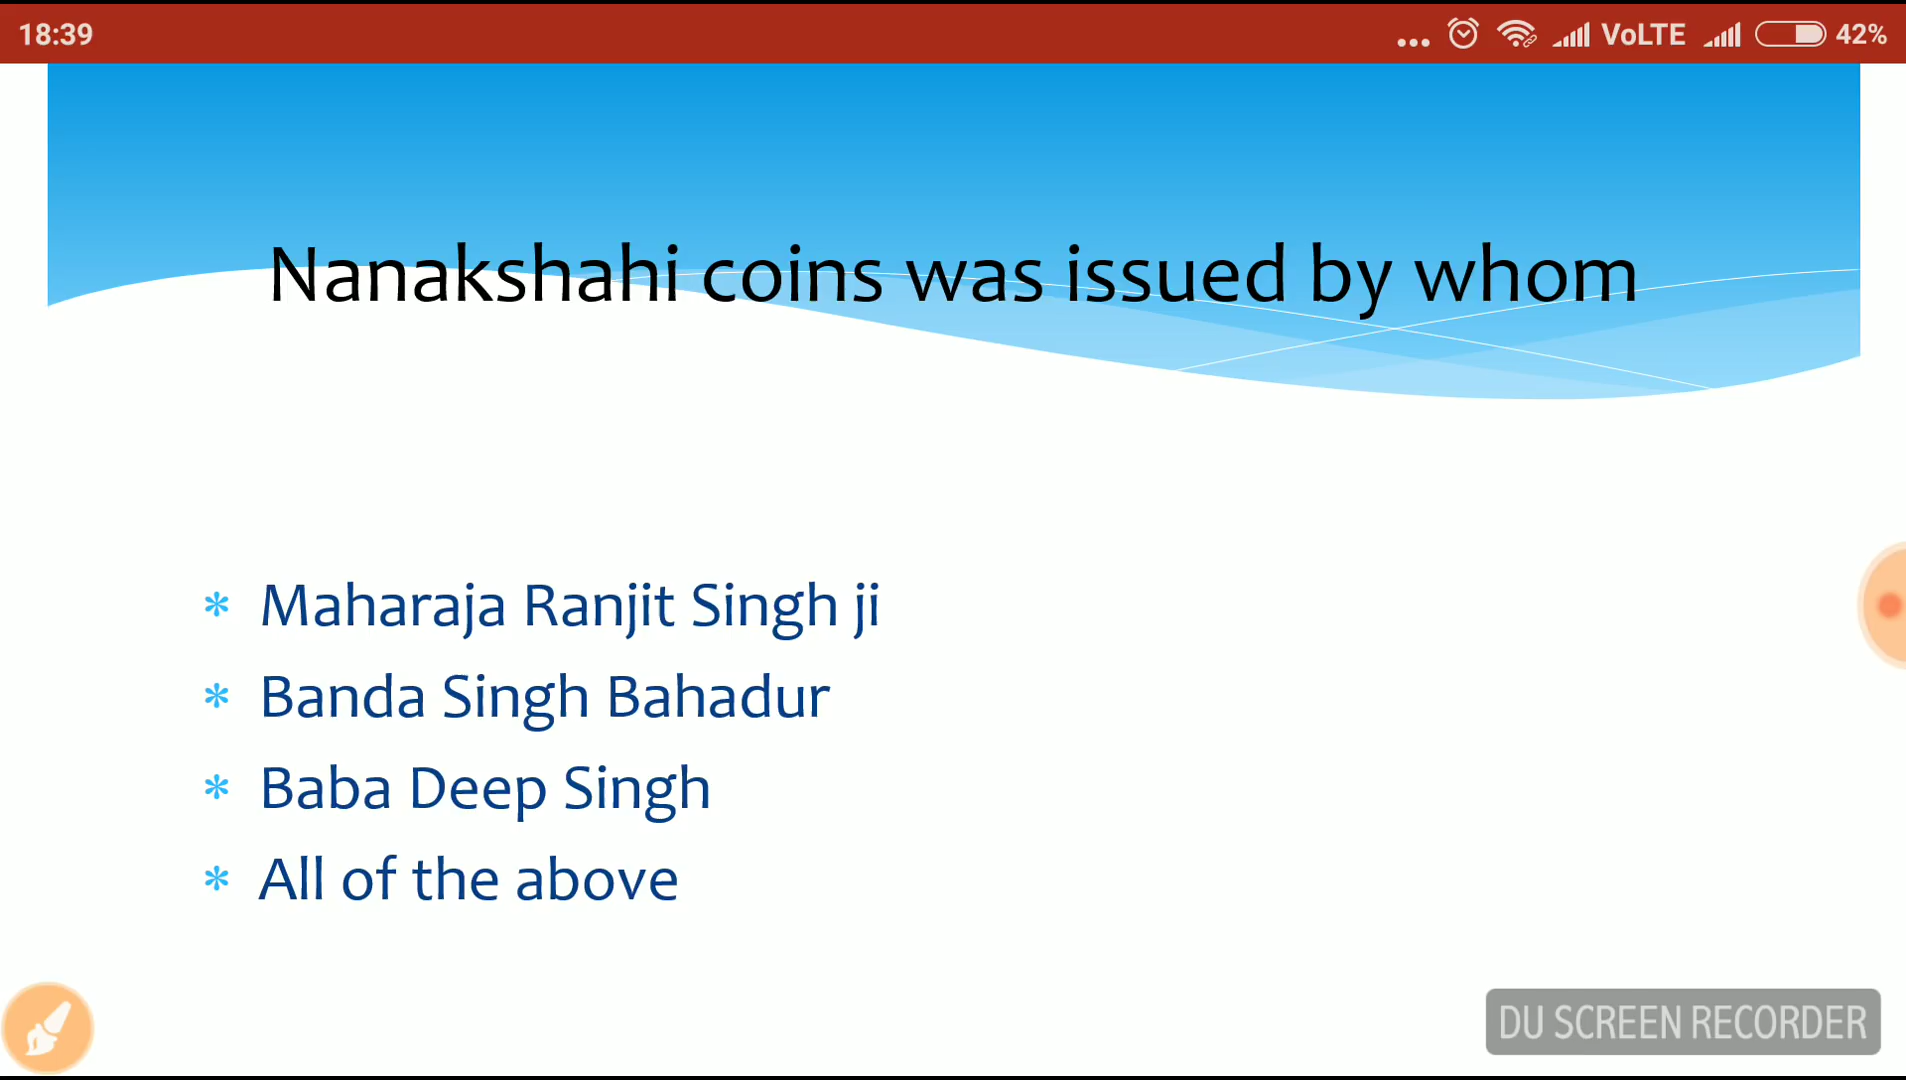 18:39
... VoLTE 42%
Nanakshahi coins was issued by whom
* Maharaja Ranjit Singh ji
* Banda Singh Bahadur
* Baba Deep Singh
* All of the above
DU SCREEN RECORDER